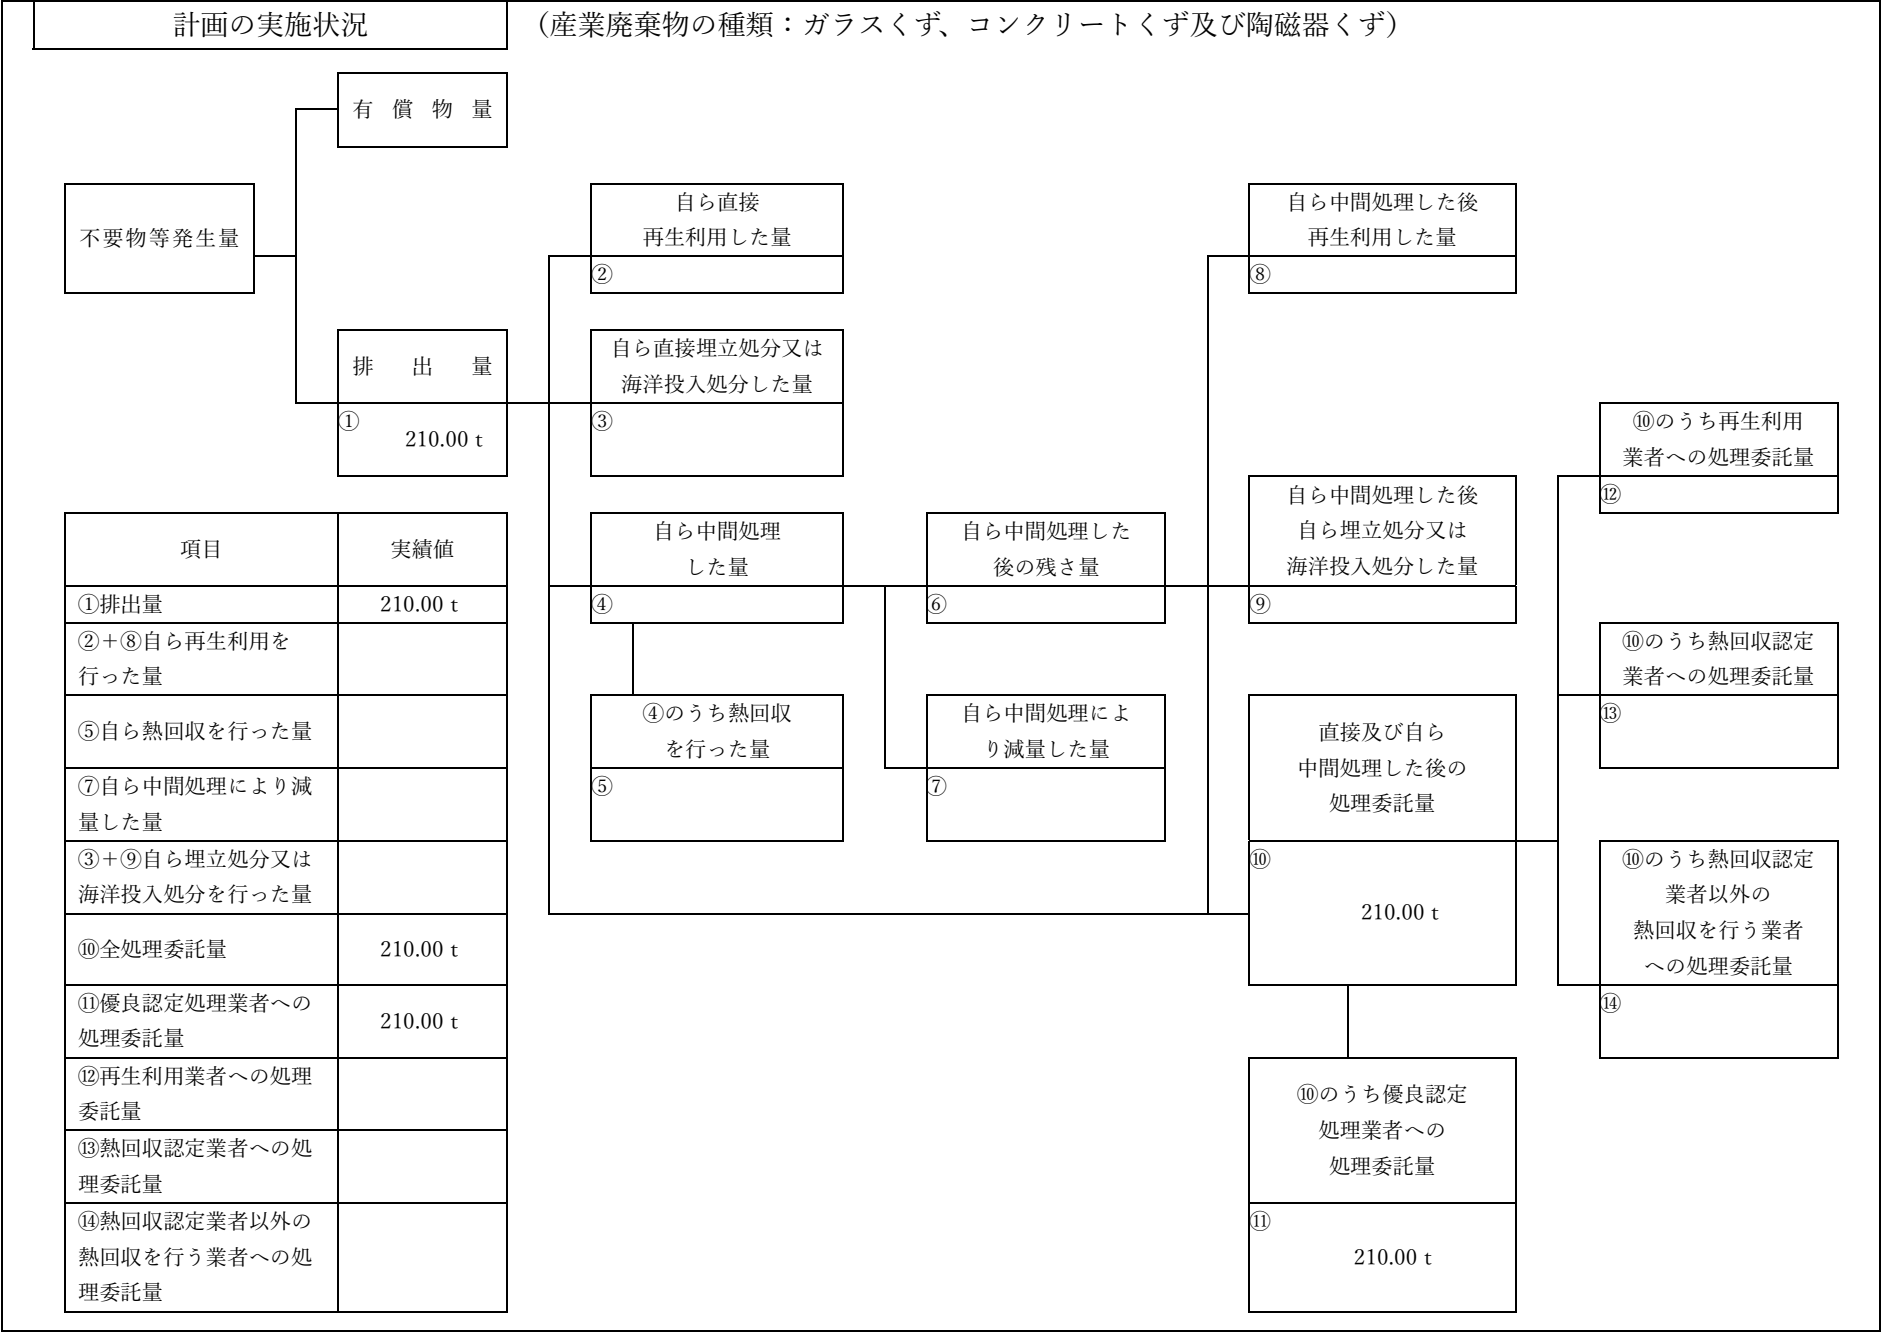 計画の実施状況
（産業廃棄物の種類：ガラスくず、コンクリートくず及び陶磁器くず）
有償物量
不要物等発生量
自ら直接
再生利用した量
②
自ら中間処理した後
再生利用した量
⑧
排出量
①
210.00 t
自ら直接埋立処分又は
海洋投入処分した量
③
⑩のうち再生利用
業者への処理委託量
⑫
自ら中間処理
した量
④
自ら中間処理した
後の残さ量
⑥
自ら中間処理した後
自ら埋立処分又は
海洋投入処分した量
⑨
⑩のうち熱回収認定
業者への処理委託量
⑬
④のうち熱回収
を行った量
⑤
自ら中間処理によ
り減量した量
⑦
直接及び自ら
中間処理した後の
処理委託量
⑩
210.00 t
⑩のうち熱回収認定
業者以外の
熱回収を行う業者
への処理委託量
⑭
⑩のうち優良認定
処理業者への
処理委託量
⑪
210.00 t
項目 実績値
①排出量 210.00 t
②＋⑧自ら再生利用を
行った量
⑤自ら熱回収を行った量
⑦自ら中間処理により減
量した量
③＋⑨自ら埋立処分又は
海洋投入処分を行った量
⑩全処理委託量 210.00 t
⑪優良認定処理業者への
処理委託量
210.00 t
⑫再生利用業者への処理
委託量
⑬熱回収認定業者への処
理委託量
⑭熱回収認定業者以外の
熱回収を行う業者への処
理委託量